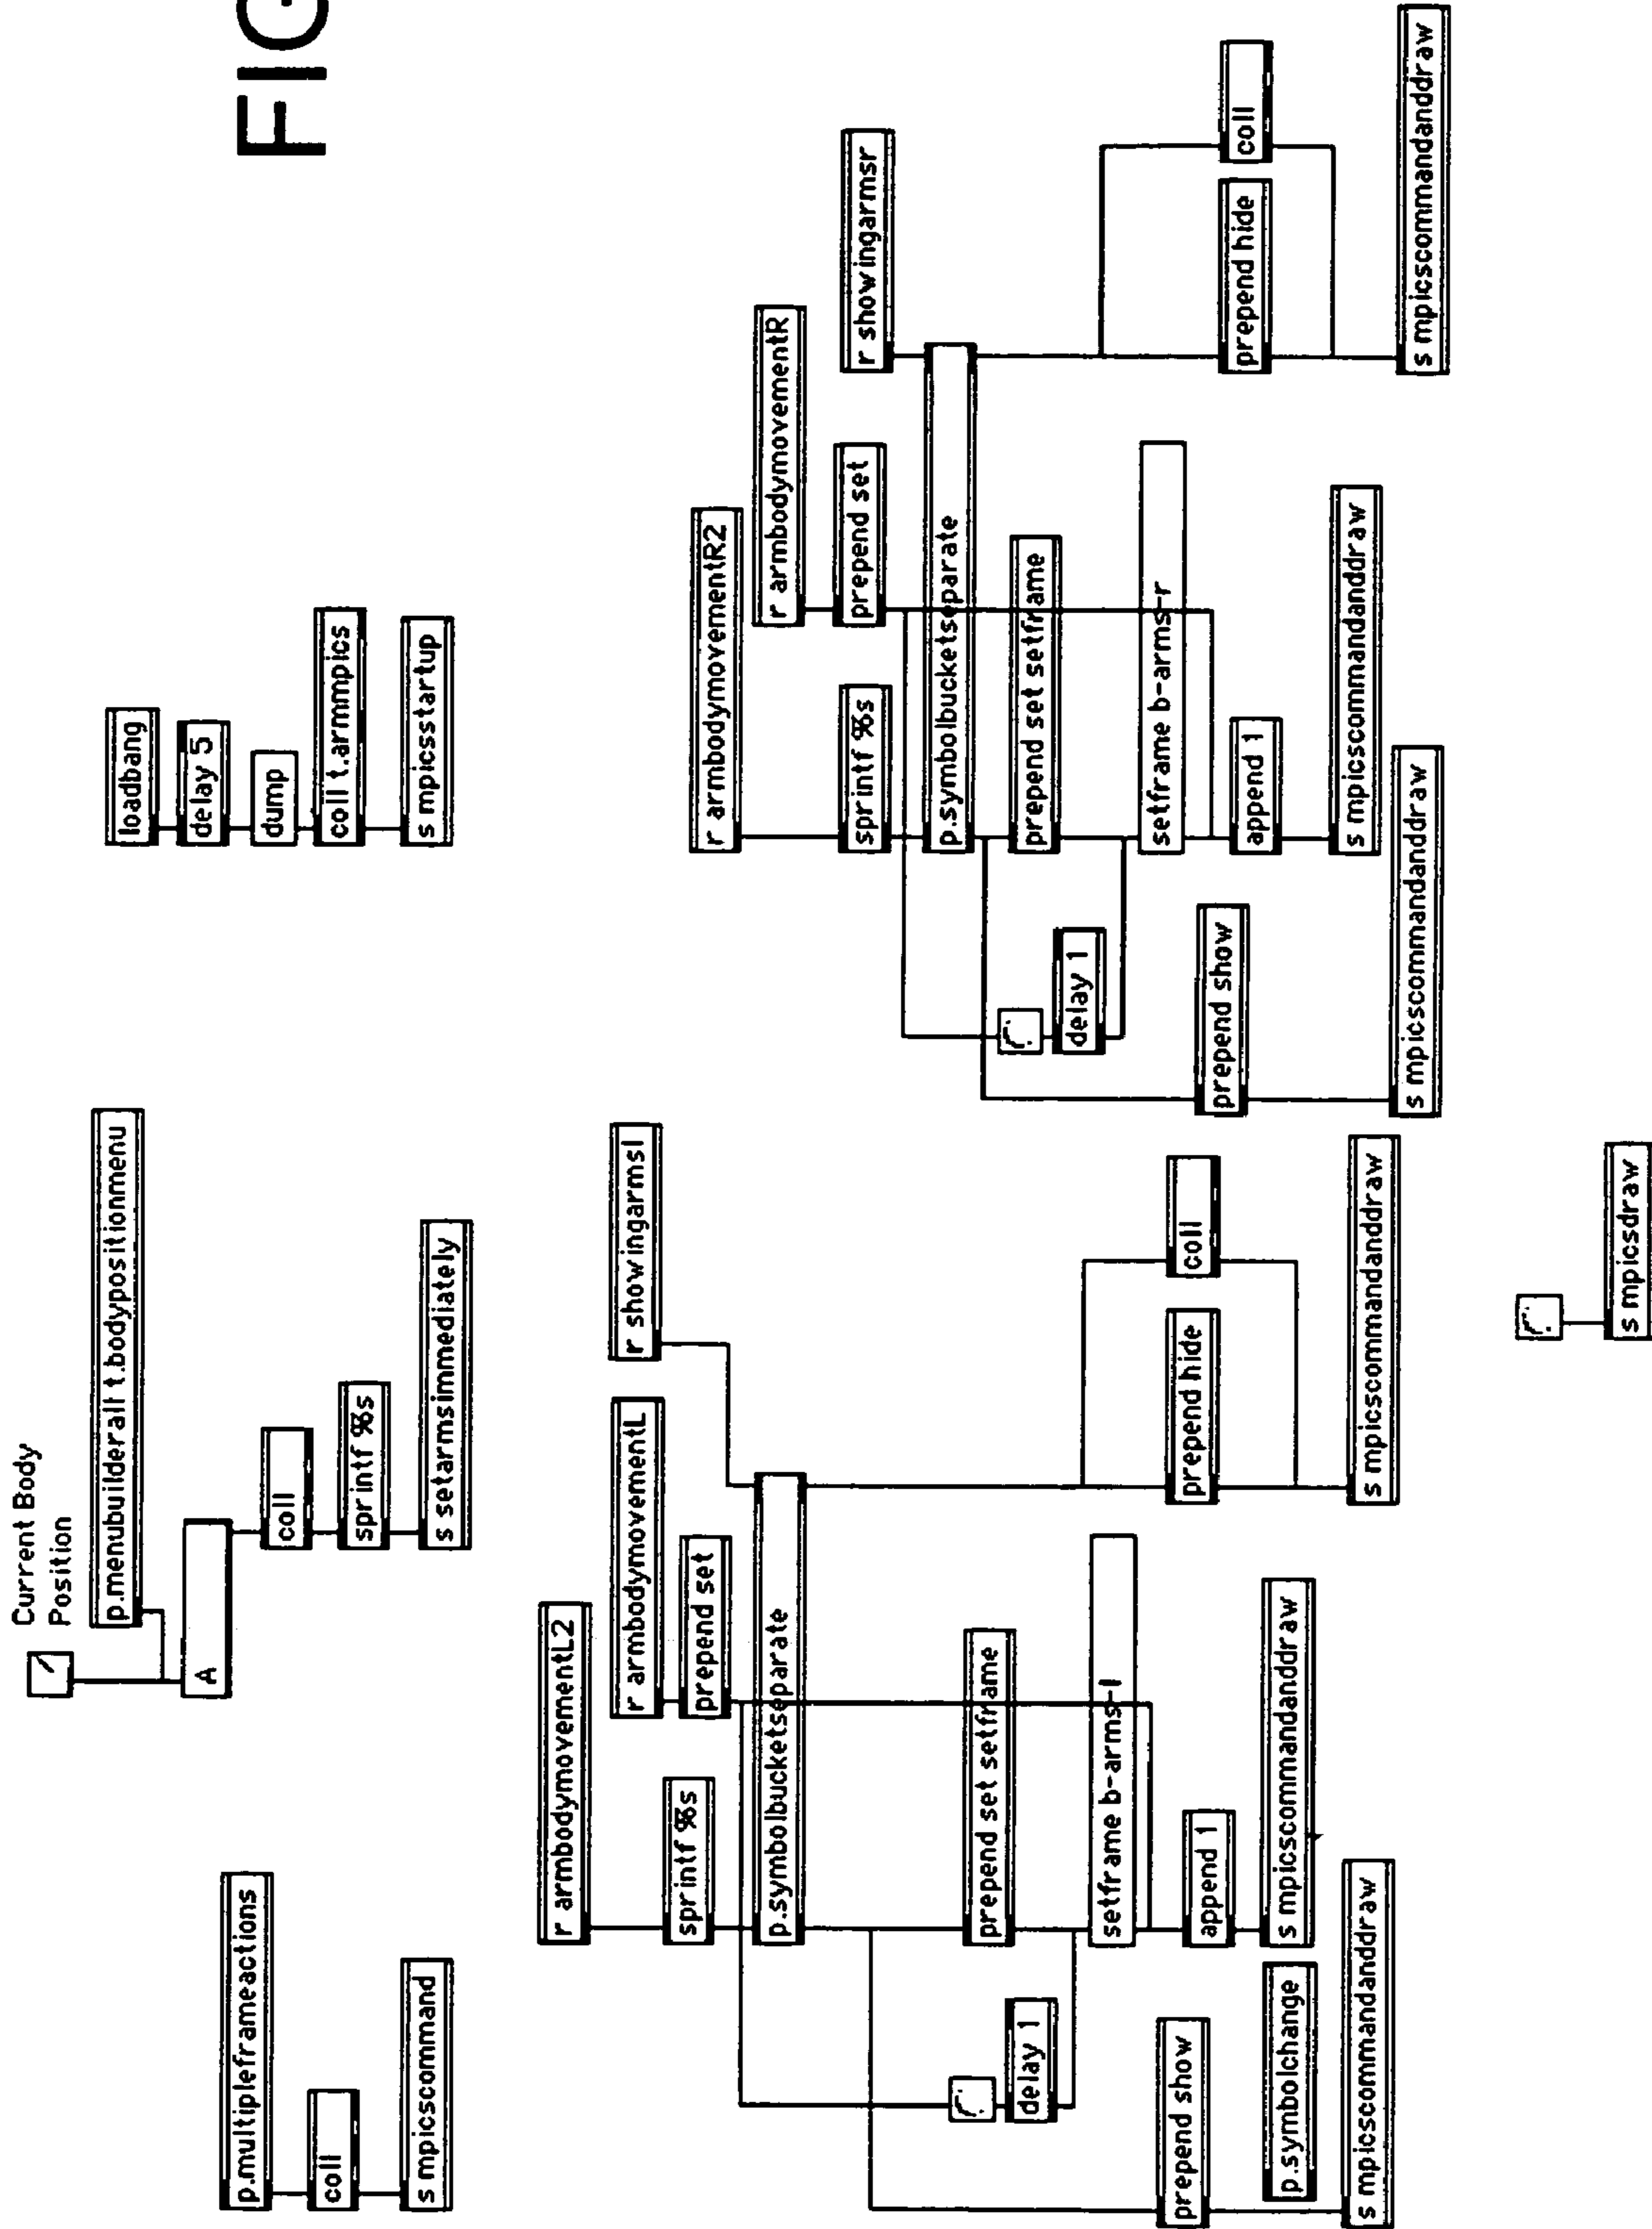 FIG
Current Body
Position
p.menubuilderall t.bodypositionmenu
A
coll
sprintf %s
s setarmsimmediately
p.multipleframeactions
coll
s mpicscommand
loadbang
delay 5
dump
coll t.armmpics
s mpicsstartup
r armbodymovementL2
r armbodymovementL
r showingarmsl
sprintf %s
prepend set
p.symbolbucketseparate
prepend set setframe
delay 1
setframe b-arms-l
prepend show
prepend hide
coll
append 1
p.symbolchange
s mpicscommandanddraw
s mpicscommandanddraw
s mpicscommandanddraw
r armbodymovementR2
r armbodymovementR
r showingarmsr
sprintf %s
prepend set
p.symbolbucketseparate
prepend set setframe
delay 1
setframe b-arms-r
prepend show
prepend hide
coll
append 1
s mpicscommandanddraw
s mpicscommandanddraw
s mpicscommandanddraw
s mpicsdraw